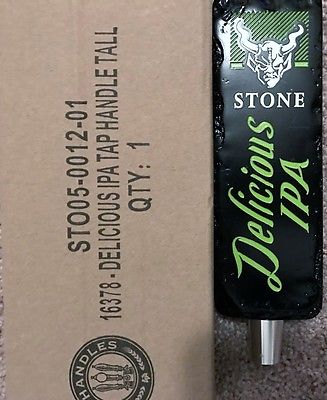 STO05-0012-01
16378 - DELICIOUS IPA TAP HANDLE TALL
QTY: 1
HANDLES
STONE
Delicious
IPA